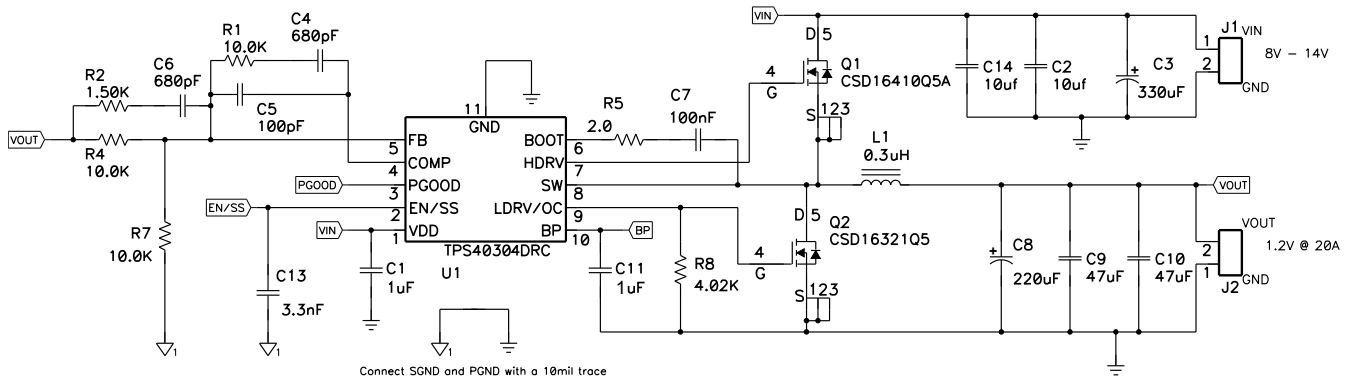 R1
10.0K
C4
680pF
C6
680pF
R2
1.50K
C5
100pF
VOUT
R4
10.0K
R7
10.0K
PGOOD
EN/SS
VIN
C13
3.3nF
C1
1uF
11
GND
FB
COMP
PGOOD
EN/SS
VDD
5
4
3
2
1
BOOT
HDRV
SW
LDRV/OC
BP
6
7
8
9
10
TPS40304DRC
U1
1
1
1
Connect SGND and PGND with a 10mil trace
R5
2.0
C7
100nF
BP
C11
1uF
R8
4.02K
VIN
D 5
4
G
Q1
CSD16410Q5A
S 123
L1
0.3uH
D 5
4
G
Q2
CSD16321Q5
S 123
C14
10uf
C2
10uf
+
C3
330uF
J1
VIN
1
2
GND
8V - 14V
+
C8
220uF
C9
47uF
C10
47uF
VOUT
VOUT
2
1
GND
J2
1.2V @ 20A